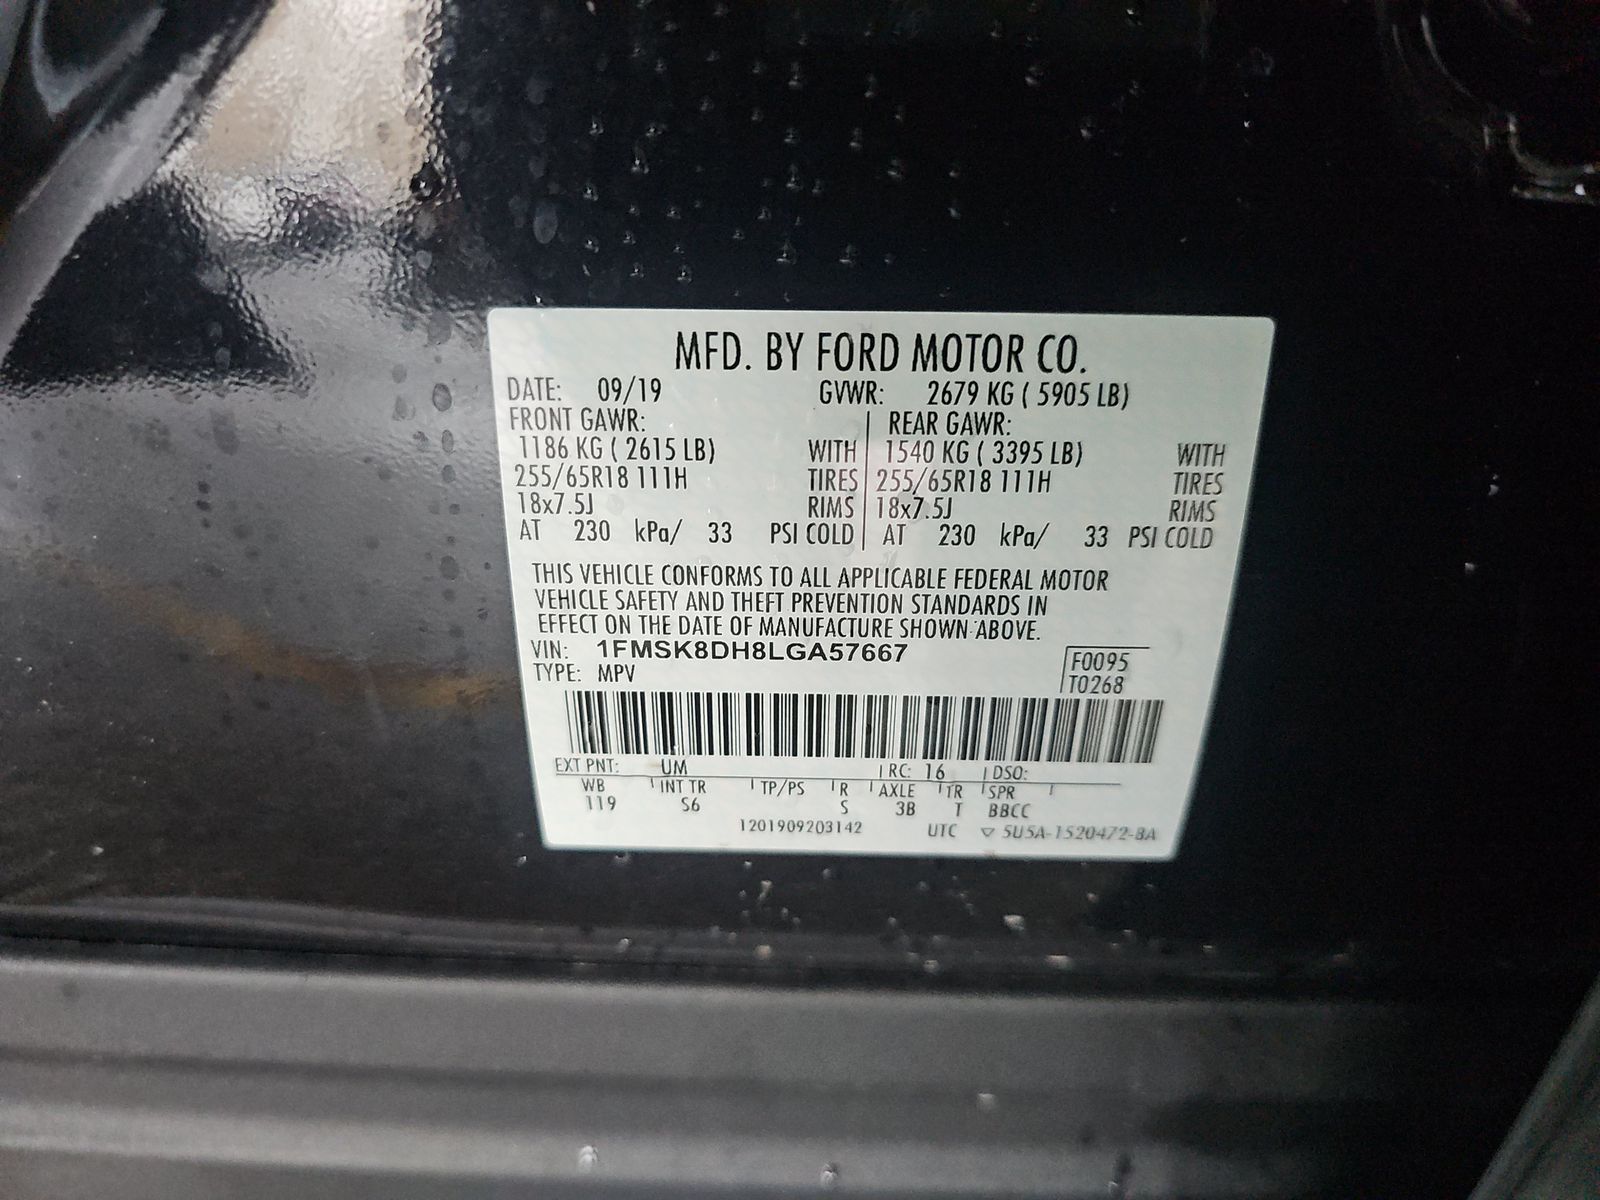 MFD. BY FORD MOTOR CO.
DATE: 09/19 GVWR: 2679 KG ( 5905 LB)
FRONT GAWR: REAR GAWR:
1186 KG ( 2615 LB) WITH 1540 KG ( 3395 LB) WITH
255/65R18 111H TIRES 255/65R18 111H TIRES
18x7.5J RIMS 18x7.5J RIMS
AT 230 kPa/ 33 PSI COLD AT 230 kPa/ 33 PSI COLD
THIS VEHICLE CONFORMS TO ALL APPLICABLE FEDERAL MOTOR
VEHICLE SAFETY AND THEFT PREVENTION STANDARDS IN
EFFECT ON THE DATE OF MANUFACTURE SHOWN ABOVE.
VIN: 1FMSK8DH8LGA57667
TYPE: MPV F0095
T0268
EXT PNT: UM RC: 16 DSO:
WB INT TR TP/PS R AXLE TR SPR
119 S6 S 3B T BBCC
1201909203142 UTC ▽ 5U5A-1520472-BA